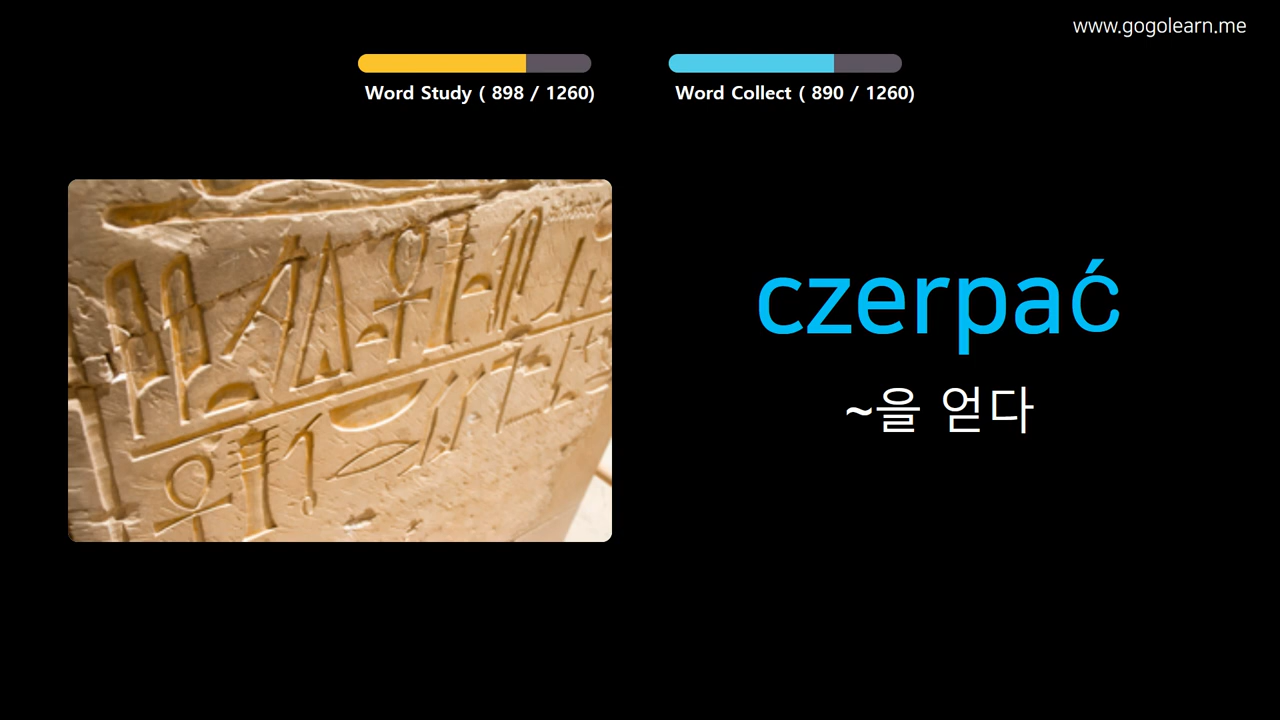 www.gogolearn.me
Word Study ( 898 / 1260)
Word Collect ( 890 / 1260)
czerpać
~을 얻다